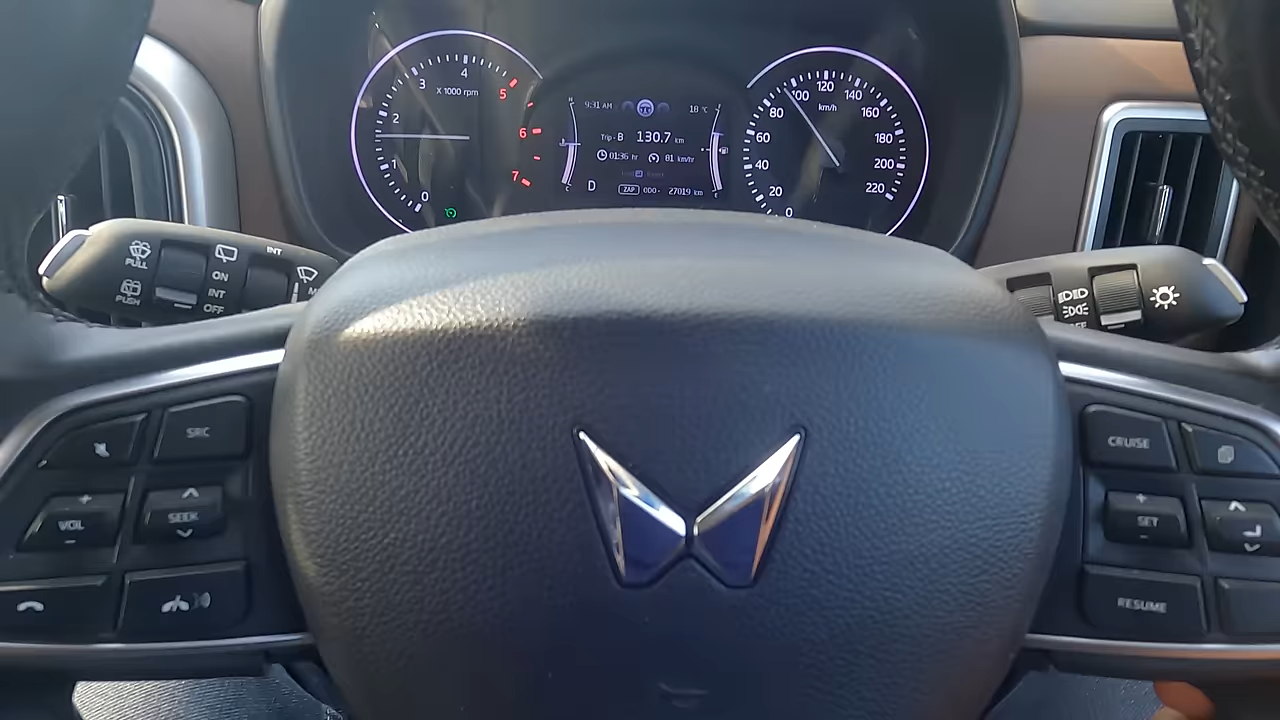 4
3
X 1000 rpm
5
2
6
1
7
0
9:31 AM
18 °C
H
Trip - B 130.7 km
01:36 hr
81 km/hr
D
ZAP
ODO - 27019 km
C
E
120
100
140
km/h
80
160
60
180
40
200
20
220
0
PULL
INT
ON
PUSH
INT
OFF
SRC
+
VOL
-
SEEK
CRUISE
+
SET
-
RESUME